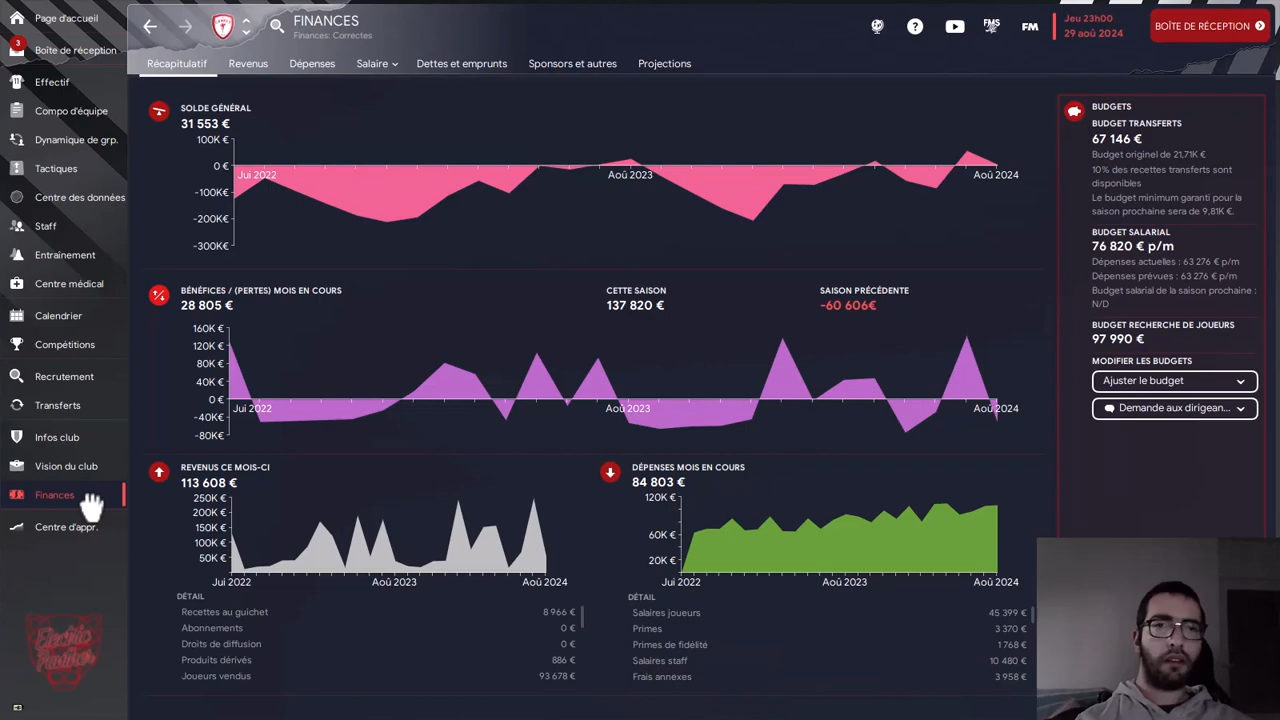 Page d'accueil
3
Boîte de réception
Effectif
Compo d'équipe
Dynamique de grp.
Tactiques
Centre des données
Staff
Entraînement
Centre médical
Calendrier
Compétitions
Recrutement
Transferts
Infos club
Vision du club
Finances
Centre d'appr.
Electric
Panther
FINANCES
Finances: Correctes
FMS
FM
Jeu 23h00
29 aoû 2024
BOÎTE DE RÉCEPTION
Récapitulatif
Revenus
Dépenses
Salaire
Dettes et emprunts
Sponsors et autres
Projections
SOLDE GÉNÉRAL
31 553 €
100K €
0 €
-100K€
-200K€
-300K€
Jui 2022
Aoû 2023
Aoû 2024
BÉNÉFICES / (PERTES) MOIS EN COURS
28 805 €
CETTE SAISON
137 820 €
SAISON PRÉCÉDENTE
-60 606€
160K €
120K €
80K €
40K €
0 €
-40K€
-80K€
Jui 2022
Aoû 2023
Aoû 2024
REVENUS CE MOIS-CI
113 608 €
250K €
200K €
150K €
100K €
50K €
Jui 2022
Aoû 2023
Aoû 2024
DÉTAIL
Recettes au guichet 8 966 €
Abonnements 0 €
Droits de diffusion 0 €
Produits dérivés 886 €
Joueurs vendus 93 678 €
DÉPENSES MOIS EN COURS
84 803 €
120K €
60K €
20K €
Jui 2022
Aoû 2023
Aoû 2024
DÉTAIL
Salaires joueurs 45 399 €
Primes 3 370 €
Primes de fidélité 1 768 €
Salaires staff 10 480 €
Frais annexes 3 958 €
BUDGETS
BUDGET TRANSFERTS
67 146 €
Budget originel de 21,71K €
10% des recettes transferts sont
disponibles
Le budget minimum garanti pour la
saison prochaine sera de 9,81K €.
BUDGET SALARIAL
76 820 € p/m
Dépenses actuelles : 63 276 € p/m
Dépenses prévues : 63 276 € p/m
Budget salarial de la saison prochaine :
N/D
BUDGET RECHERCHE DE JOUEURS
97 990 €
MODIFIER LES BUDGETS
Ajuster le budget
Demande aux dirigean...